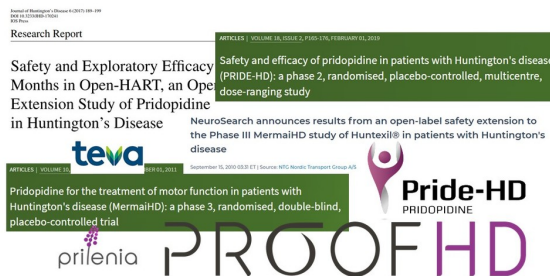 Journal of Huntington's Disease 6 (2017) 189–199
DOI 10.3233/JHD-170241
IOS Press
Research Report
Safety and Exploratory Efficacy
Months in Open-HART, an Ope
Extension Study of Pridopidine
in Huntington's Disease
ARTICLES | VOLUME 18, ISSUE 2, P165-176, FEBRUARY 01, 2019
Safety and efficacy of pridopidine in patients with Huntington's disease
(PRIDE-HD): a phase 2, randomised, placebo-controlled, multicentre,
dose-ranging study
NeuroSearch announces results from an open-label safety extension to
the Phase III MermaiHD study of Huntexil® in patients with Huntington's
disease
September 15, 2010 03:31 ET | Source: NTG Nordic Transport Group A/S
teva
ARTICLES | VOLUME 10,
BER 01, 2011
Pridopidine for the treatment of motor function in patients with
Huntington's disease (MermaiHD): a phase 3, randomised, double-blind,
placebo-controlled trial
Pride-HD
PRIDOPIDINE
prilenia
PROOFHD